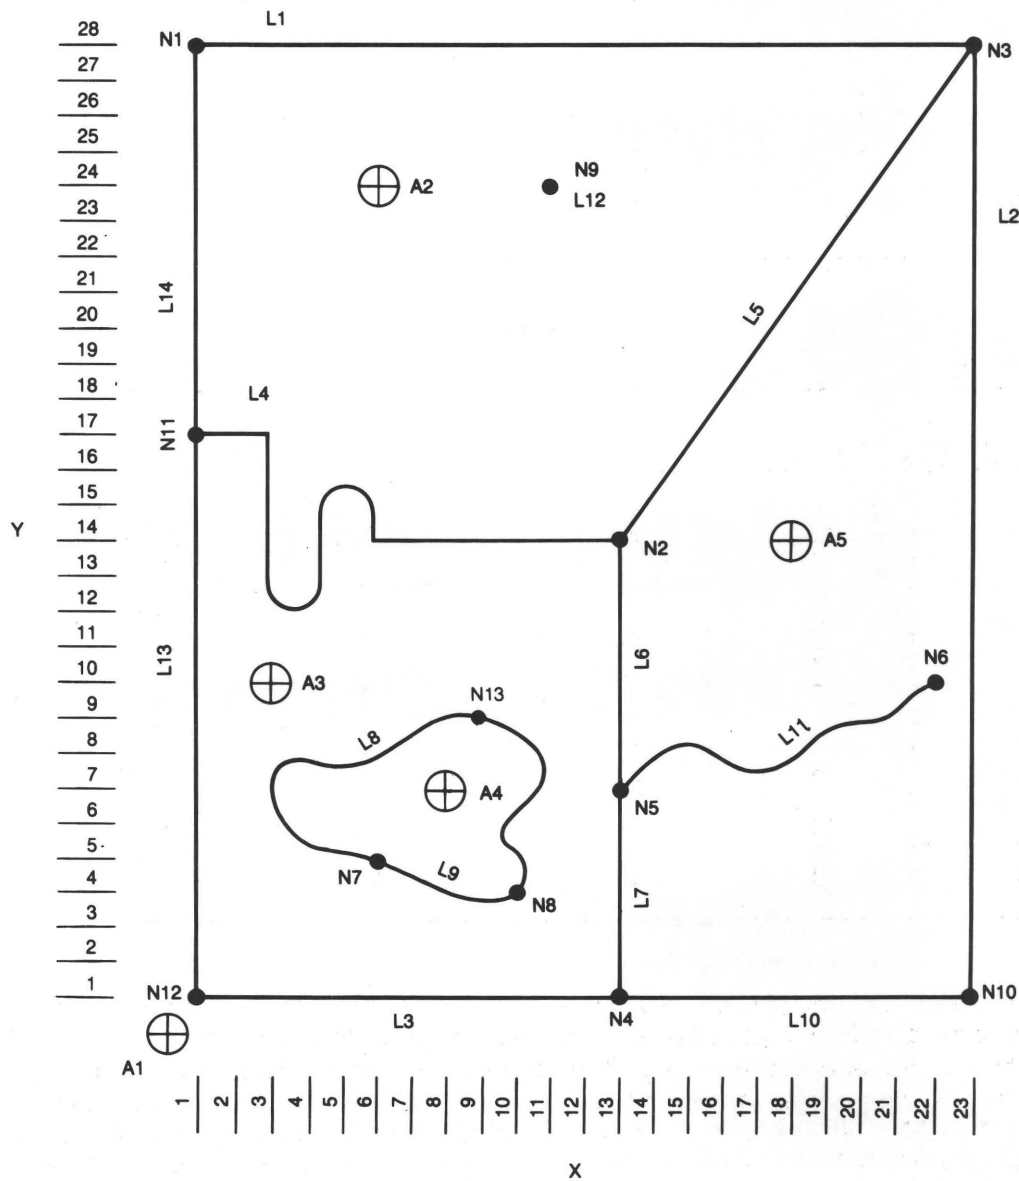 L1
28
N1
N3
27
26
25
24
A2
N9
L12
23
L2
22
21
L14
20
L5
19
18
L4
17
N11
16
15
Y
14
N2
A5
13
12
11
L13
L6
N6
10
A3
9
N13
L8
L11
8
7
A4
N5
6
5
N7
L9
4
N8
L7
3
2
1
N12
N10
L3
N4
L10
A1
1 2 3 4 5 6 7 8 9 10 11 12 13 14 15 16 17 18 19 20 21 22 23
X